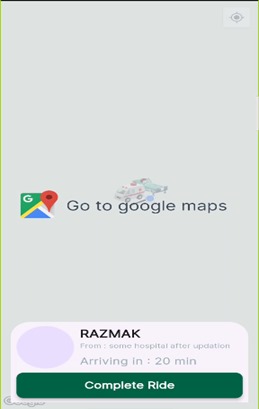 Go to google maps
RAZMAK
From : some hospital after updation
Arriving in : 20 min
Complete Ride